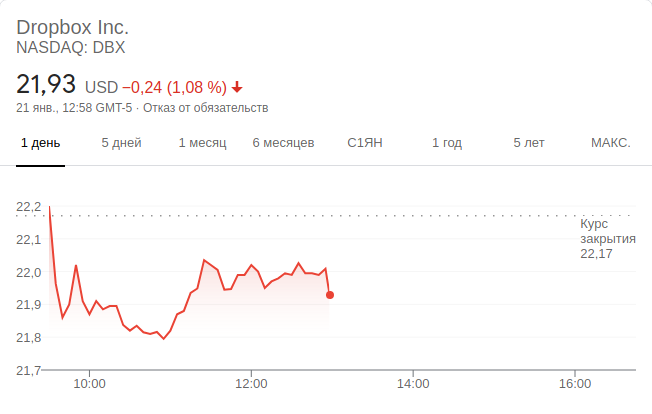 Dropbox Inc.
NASDAQ: DBX
21,93 USD −0,24 (1,08 %)
21 янв., 12:58 GMT-5 · Отказ от обязательств
1 день 5 дней 1 месяц 6 месяцев С1ЯН 1 год 5 лет МАКС.
22,2
Курс
закрытия
22,17
22,1
22,0
21,9
21,8
21,7
10:00 12:00 14:00 16:00